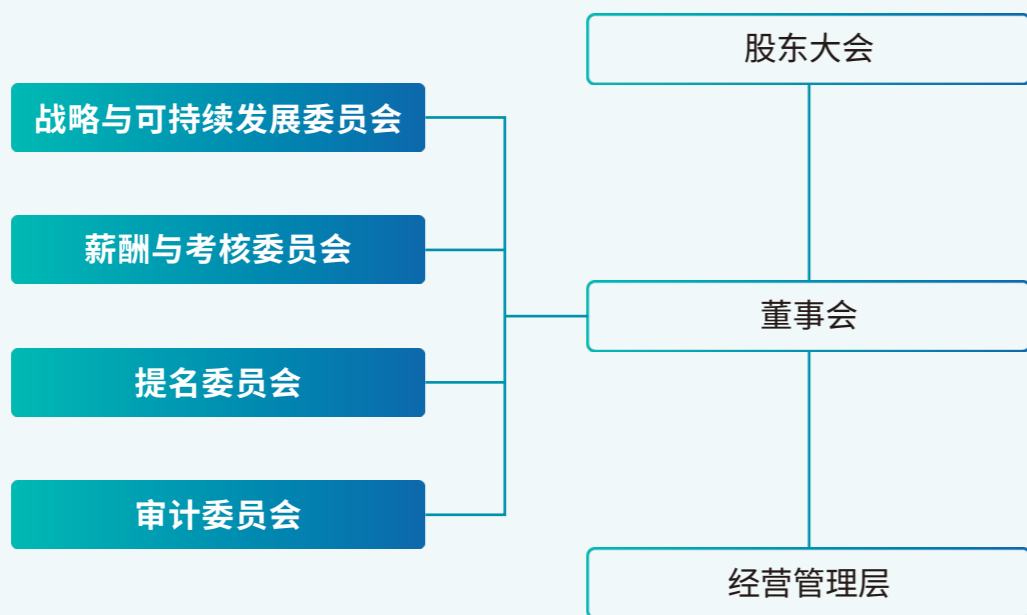 股东大会
战略与可持续发展委员会
薪酬与考核委员会
董事会
提名委员会
审计委员会
经营管理层